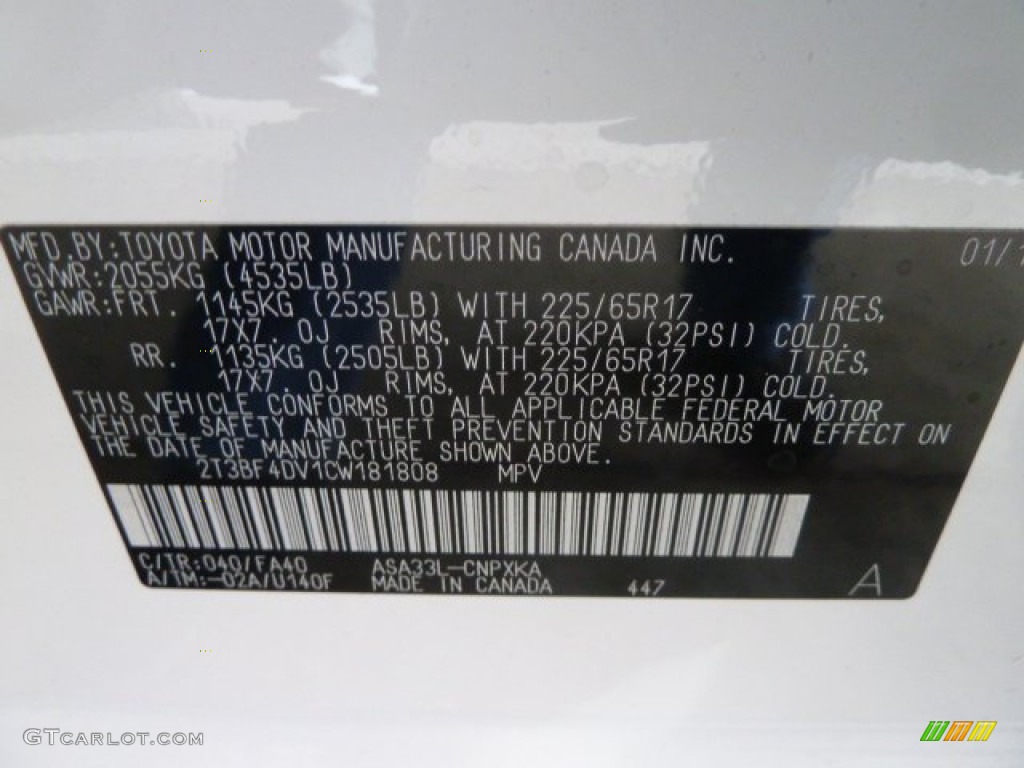 MFD.BY:TOYOTA MOTOR MANUFACTURING CANADA INC. 01/1
GVWR:2055KG (4535LB)
GAWR:FRT. 1145KG (2535LB) WITH 225/65R17 TIRES,
17X7.0J RIMS, AT 220KPA (32PSI) COLD.
RR. 1135KG (2505LB) WITH 225/65R17 TIRES,
17X7.0J RIMS, AT 220KPA (32PSI) COLD.
THIS VEHICLE CONFORMS TO ALL APPLICABLE FEDERAL MOTOR
VEHICLE SAFETY AND THEFT PREVENTION STANDARDS IN EFFECT ON
THE DATE OF MANUFACTURE SHOWN ABOVE.
2T3BF4DV1CW181808 MPV
C/TR:040/FA40 ASA33L-CNPXKA
A/TM:-02A/U140F MADE IN CANADA 447 A
GTCARLOT.COM